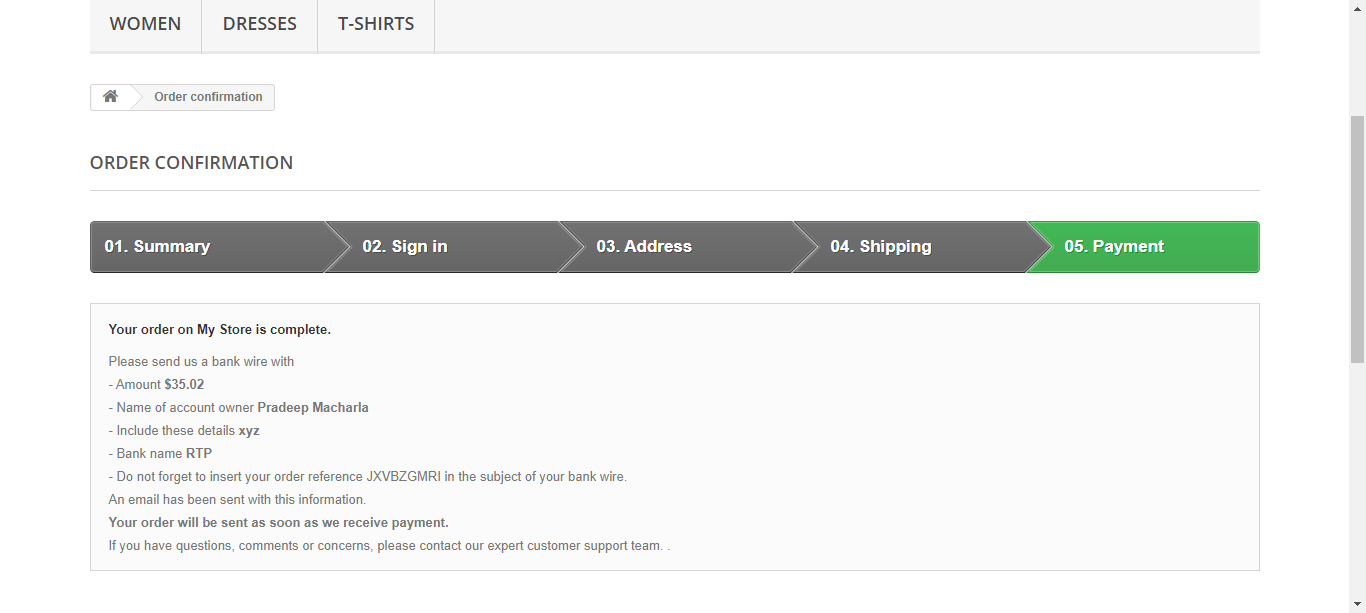 WOMEN DRESSES T-SHIRTS
Order confirmation
ORDER CONFIRMATION
01. Summary 02. Sign in 03. Address 04. Shipping 05. Payment
Your order on My Store is complete.
Please send us a bank wire with
- Amount $35.02
- Name of account owner Pradeep Macharla
- Include these details xyz
- Bank name RTP
- Do not forget to insert your order reference JXVBZGMRI in the subject of your bank wire.
An email has been sent with this information.
Your order will be sent as soon as we receive payment.
If you have questions, comments or concerns, please contact our expert customer support team. .